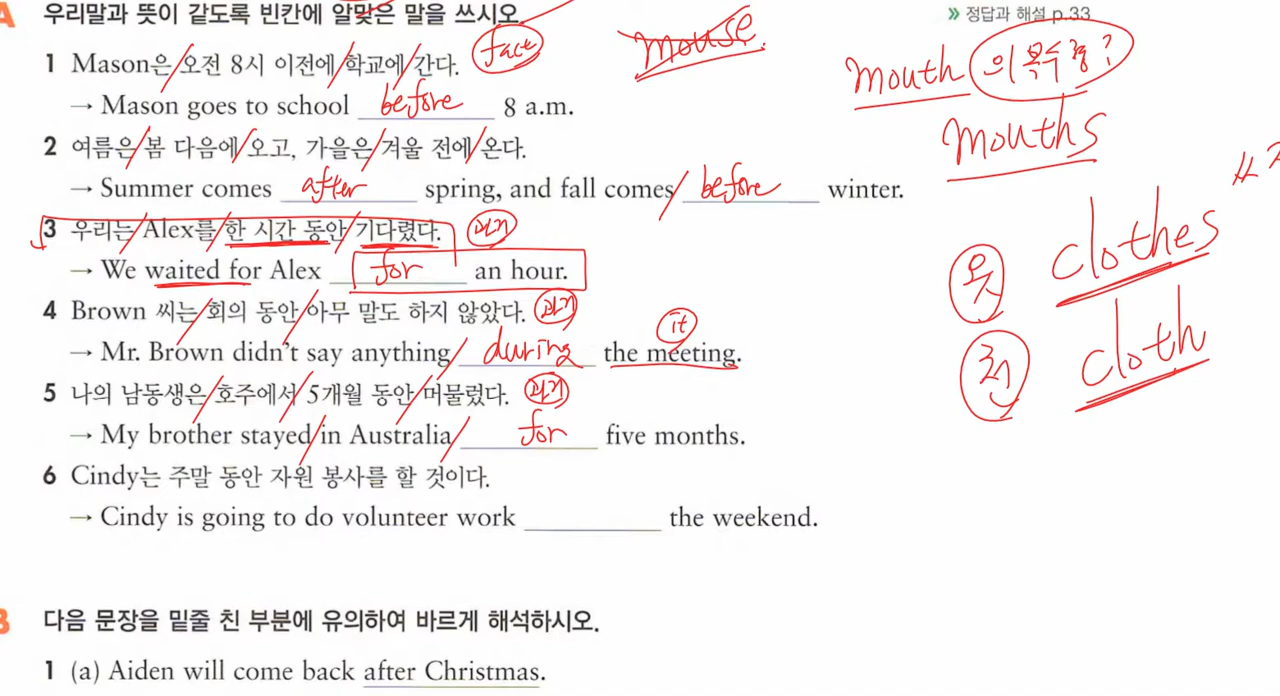 A 우리말과 뜻이 같도록 빈칸에 알맞은 말을 쓰시오.
» 정답과 해설 p.33
1 Mason은/오전 8시 이전에/학교에/간다. fact
mouse.
mouth 의 복수형?
→ Mason goes to school before 8 a.m.
mouths
2 여름은/봄 다음에/오고, 가을은/겨울 전에/온다.
→ Summer comes after spring, and fall comes/before winter.
3 우리는/Alex를/한 시간 동안/기다렸다. 과거
옷 clothes
→ We waited for Alex for an hour.
4 Brown 씨는/회의 동안/아무 말도 하지 않았다. 과거
it
→ Mr. Brown didn't say anything/during the meeting.
천 cloth
5 나의 남동생은/호주에서/5개월 동안/머물렀다. 과거
→ My brother stayed/in Australia/for five months.
6 Cindy는 주말 동안 자원 봉사를 할 것이다.
→ Cindy is going to do volunteer work the weekend.
B 다음 문장을 밑줄 친 부분에 유의하여 바르게 해석하시오.
1 (a) Aiden will come back after Christmas.